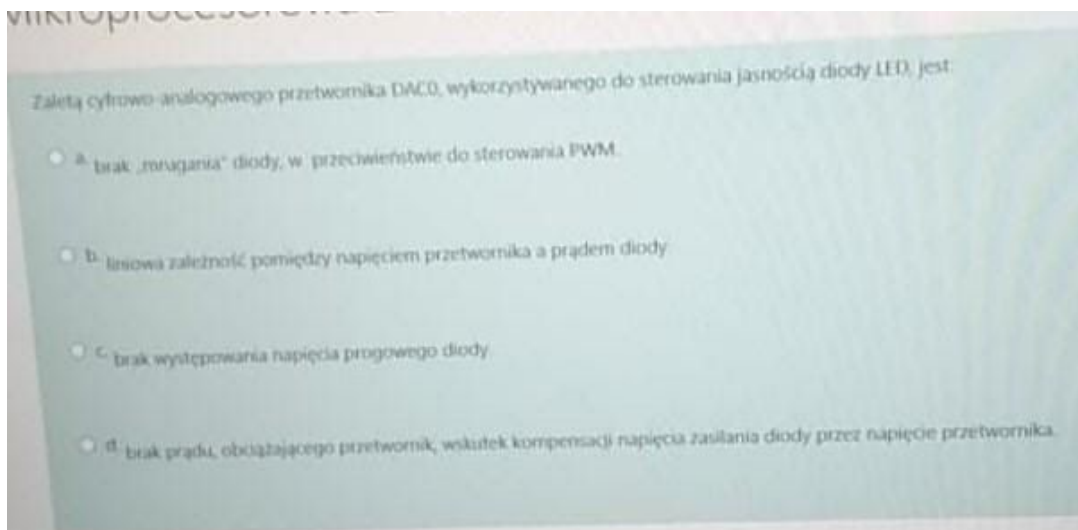 Zaletą cyfrowo-analogowego przetwornika DAC0, wykorzystywanego do sterowania jasnością diody LED, jest:
a. brak „mrugania" diody, w przeciwieństwie do sterowania PWM.
b. liniowa zależność pomiędzy napięciem przetwornika a prądem diody
c. brak występowania napięcia progowego diody
d. brak prądu, obciążającego przetwornik, wskutek kompensacji napięcia zasilania diody przez napięcie przetwornika.